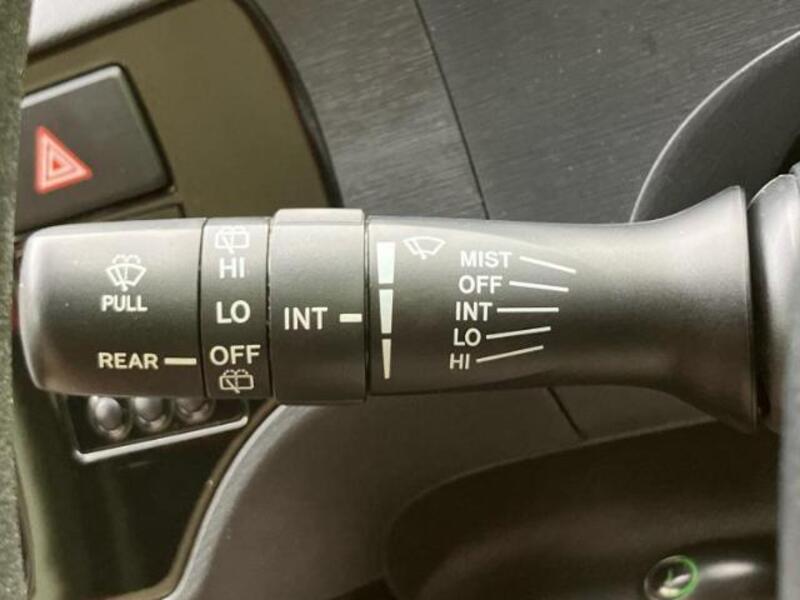 PULL
REAR
HI
LO
OFF
INT
MIST
OFF
INT
LO
HI